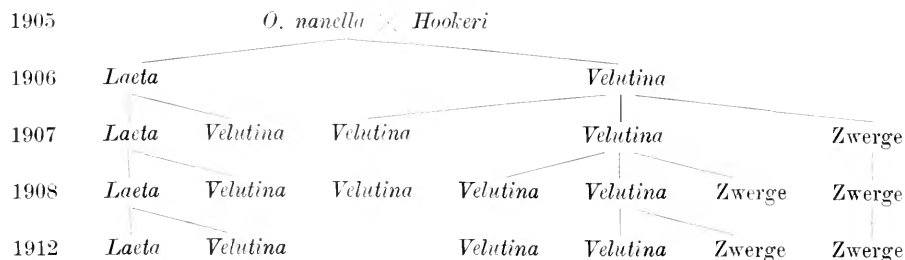 1905 O. nanella × Hookeri
1906 Laeta Velutina
1907 Laeta Velutina Velutina Velutina Zwerge
1908 Laeta Velutina Velutina Velutina Velutina Zwerge Zwerge
1912 Laeta Velutina Velutina Velutina Zwerge Zwerge